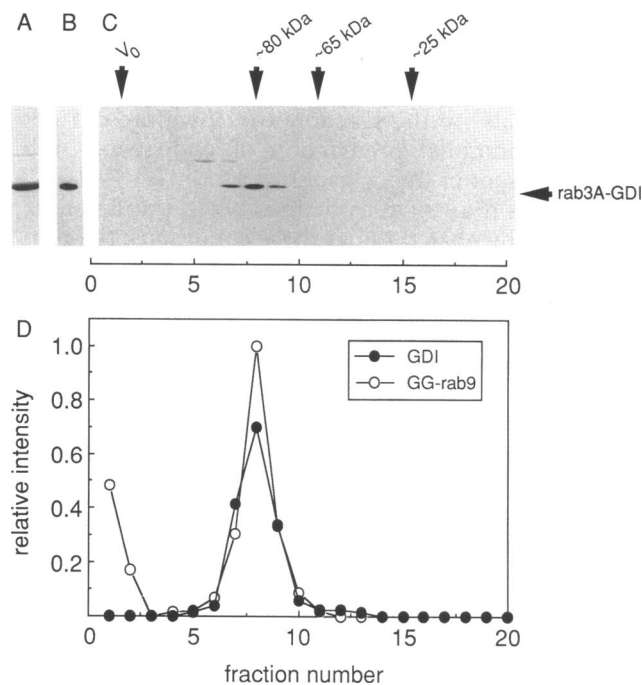 A B C
V0
~80 kDa
~65 kDa
~25 kDa
rab3A-GDI
0 5 10 15 20
D
1.0
0.8
0.6
0.4
0.2
relative intensity
GDI
GG-rab9
0 5 10 15 20
fraction number